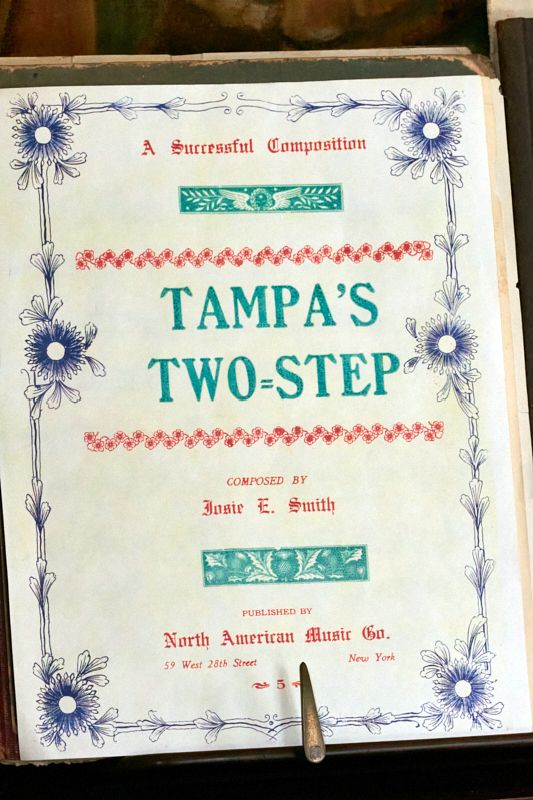 A Successful Composition
TAMPA'S
TWO=STEP
COMPOSED BY
Josie E. Smith
PUBLISHED BY
North American Music Co.
59 West 28th Street New York
5